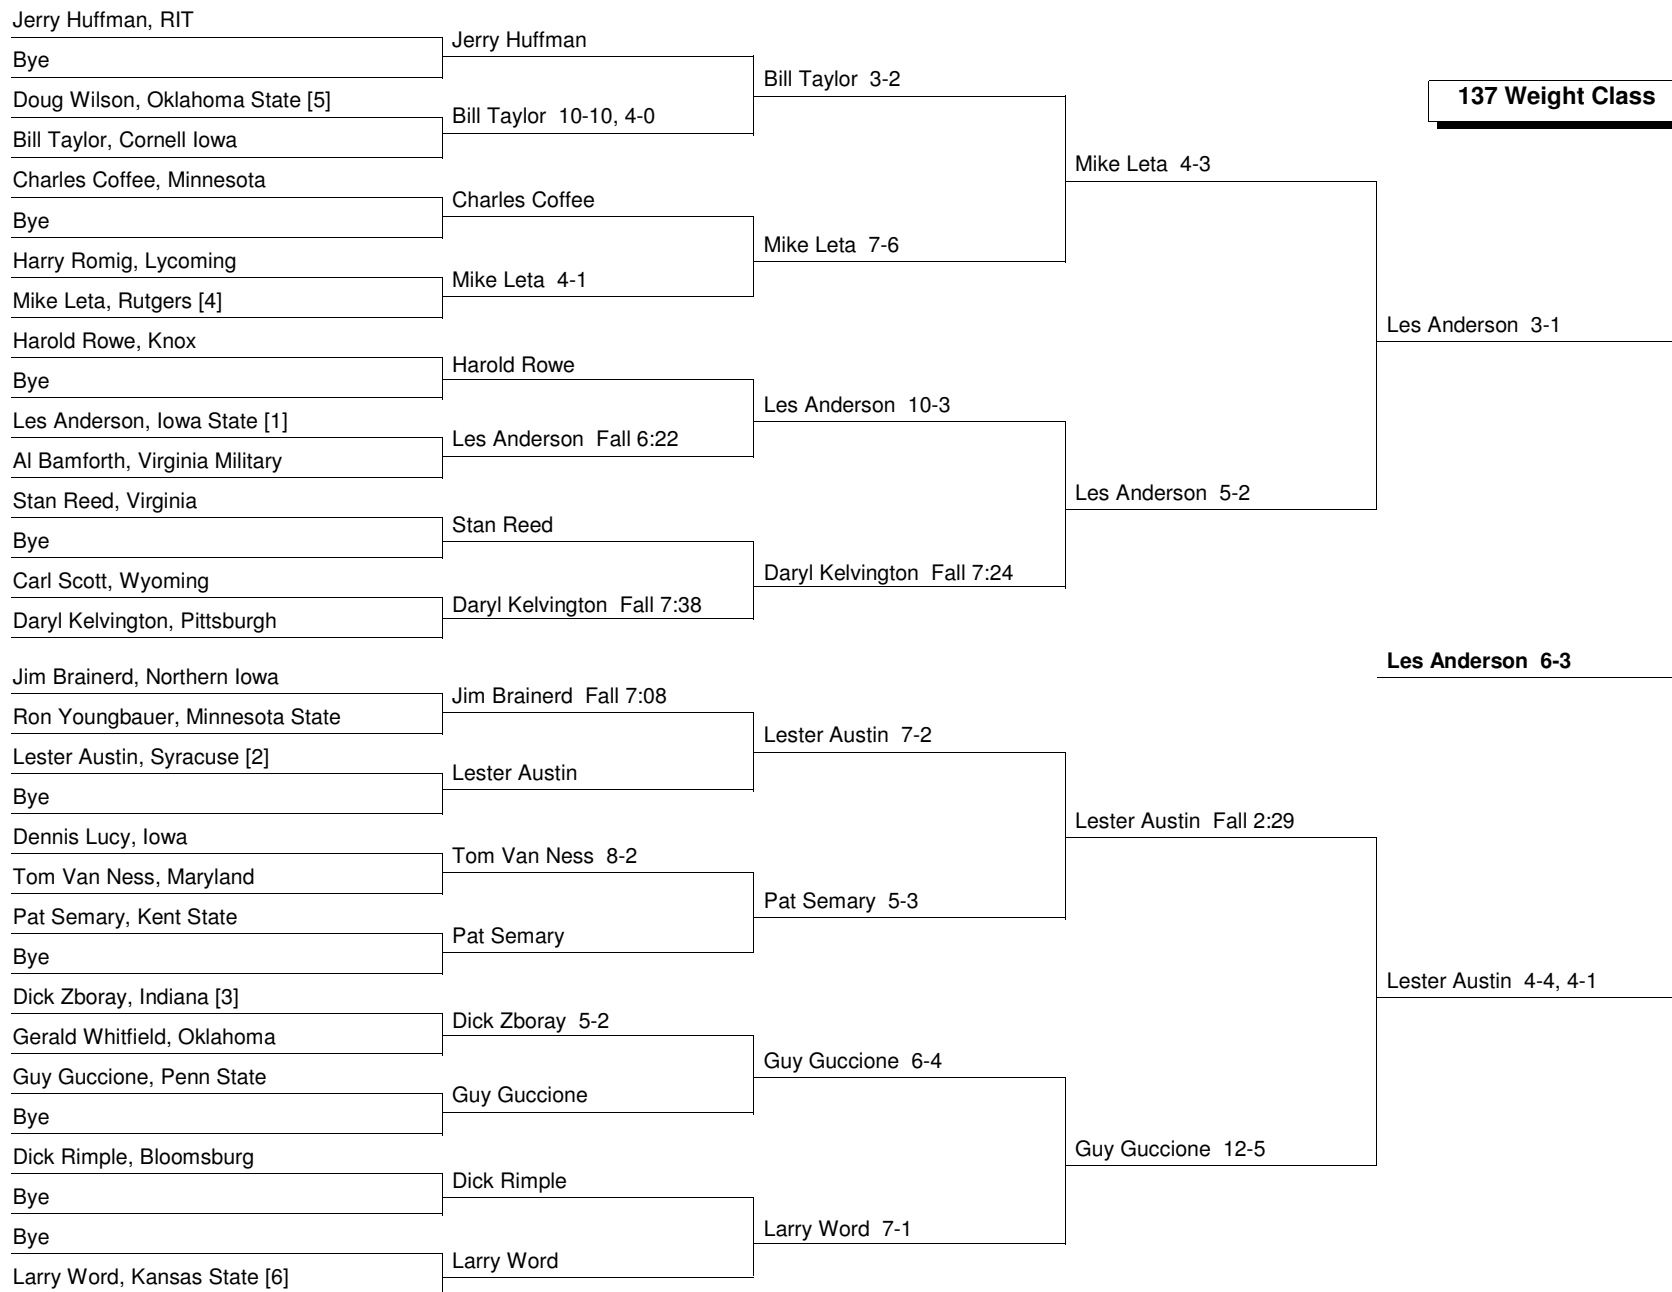 Jerry Huffman, RIT
Bye
Doug Wilson, Oklahoma State [5]
Bill Taylor, Cornell Iowa
Charles Coffee, Minnesota
Bye
Harry Romig, Lycoming
Mike Leta, Rutgers [4]
Harold Rowe, Knox
Bye
Les Anderson, Iowa State [1]
Al Bamforth, Virginia Military
Stan Reed, Virginia
Bye
Carl Scott, Wyoming
Daryl Kelvington, Pittsburgh
Jim Brainerd, Northern Iowa
Ron Youngbauer, Minnesota State
Lester Austin, Syracuse [2]
Bye
Dennis Lucy, Iowa
Tom Van Ness, Maryland
Pat Semary, Kent State
Bye
Dick Zboray, Indiana [3]
Gerald Whitfield, Oklahoma
Guy Guccione, Penn State
Bye
Dick Rimple, Bloomsburg
Bye
Bye
Larry Word, Kansas State [6]
Jerry Huffman
Bill Taylor 10-10, 4-0
Charles Coffee
Mike Leta 4-1
Harold Rowe
Les Anderson Fall 6:22
Stan Reed
Daryl Kelvington Fall 7:38
Jim Brainerd Fall 7:08
Lester Austin
Tom Van Ness 8-2
Pat Semary
Dick Zboray 5-2
Guy Guccione
Dick Rimple
Larry Word
Bill Taylor 3-2
Mike Leta 7-6
Les Anderson 10-3
Daryl Kelvington Fall 7:24
Lester Austin 7-2
Pat Semary 5-3
Guy Guccione 6-4
Larry Word 7-1
Mike Leta 4-3
Les Anderson 5-2
Lester Austin Fall 2:29
Guy Guccione 12-5
137 Weight Class
Les Anderson 3-1
Les Anderson 6-3
Lester Austin 4-4, 4-1